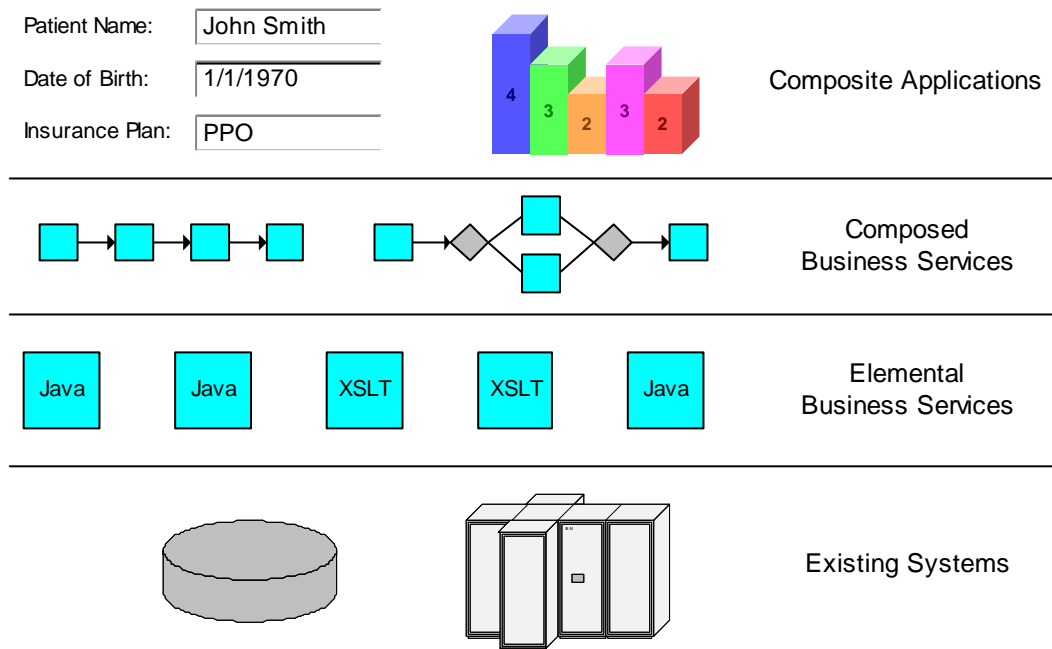 Patient Name: John Smith
Date of Birth: 1/1/1970
Insurance Plan: PPO
4 3 2 3 2
Composite Applications
Composed
Business Services
Java Java XSLT XSLT Java
Elemental
Business Services
Existing Systems